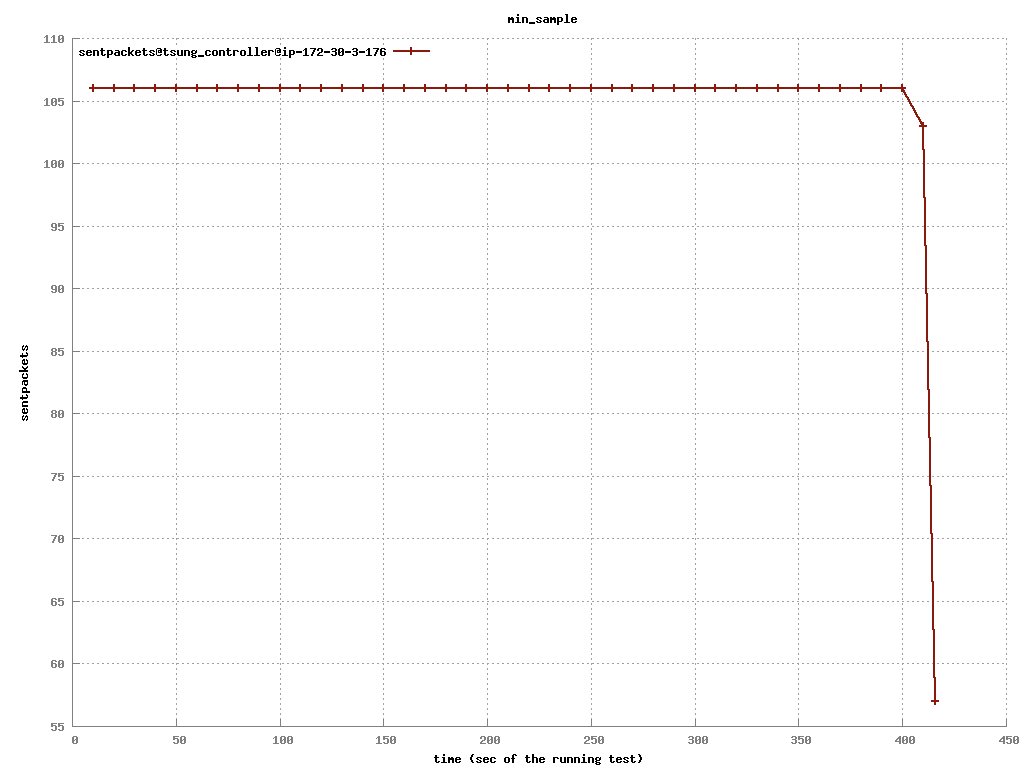 min_sample
sentpackets@tsung_controller@ip-172-30-3-176
110
105
100
95
90
85
80
75
70
65
60
55
sentpackets
0 50 100 150 200 250 300 350 400 450
time (sec of the running test)